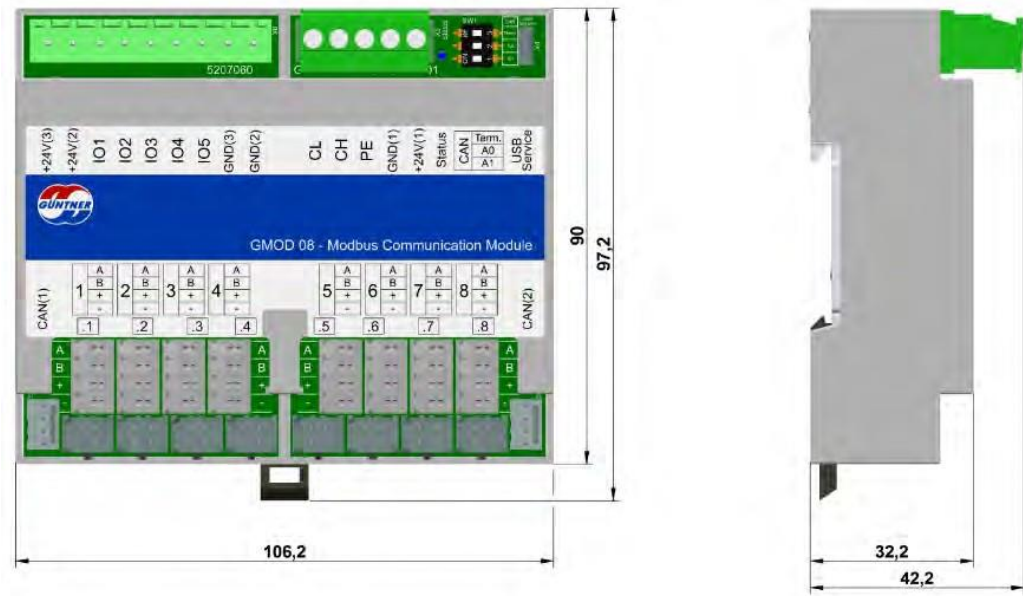 5207060
SW1
ON
+24V(3)
+24V(2)
IO1
IO2
IO3
IO4
IO5
GND(3)
GND(2)
CL
CH
PE
GND(1)
+24V(1)
Status
CAN
Term.
A0
A1
USB
Service
GÜNTNER
GMOD 08 - Modbus Communication Module
CAN(1)
1 A B + -
2 A B + -
3 A B + -
4 A B + -
5 A B + -
6 A B + -
7 A B + -
8 A B + -
CAN(2)
.1 .2 .3 .4 .5 .6 .7 .8
A A A A
B B B B
+ + + +
- - - -
90
97,2
106,2
32,2
42,2